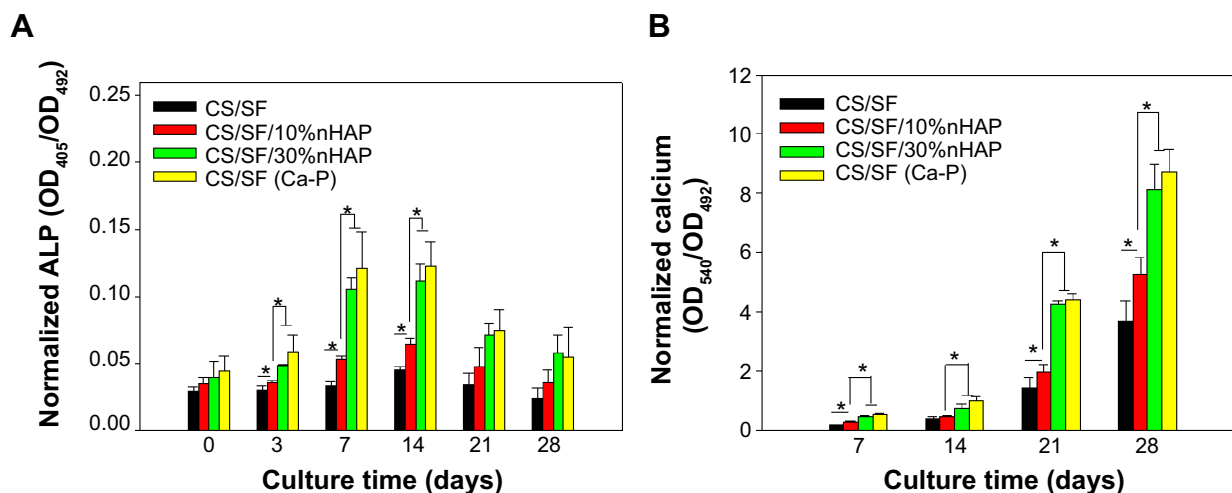 A
Normalized ALP (OD405/OD492)
0.25
0.20
0.15
0.10
0.05
0.00
CS/SF
CS/SF/10%nHAP
CS/SF/30%nHAP
CS/SF (Ca-P)
* * * * * *
0 3 7 14 21 28
Culture time (days)
B
Normalized calcium
(OD540/OD492)
12
10
8
6
4
2
0
CS/SF
CS/SF/10%nHAP
CS/SF/30%nHAP
CS/SF (Ca-P)
* * * * * * *
7 14 21 28
Culture time (days)